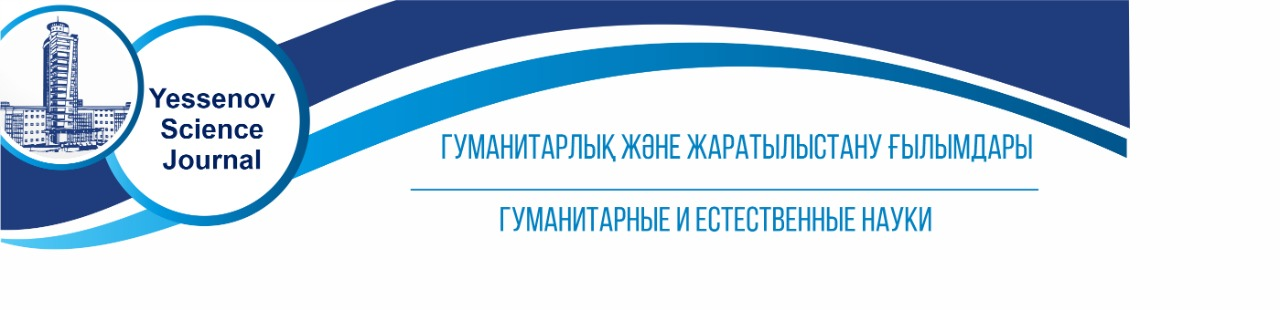 Yessenov
Science
Journal
ГУМАНИТАРЛЫҚ ЖӘНЕ ЖАРАТЫЛЫСТАНУ ҒЫЛЫМДАРЫ
ГУМАНИТАРНЫЕ И ЕСТЕСТВЕННЫЕ НАУКИ